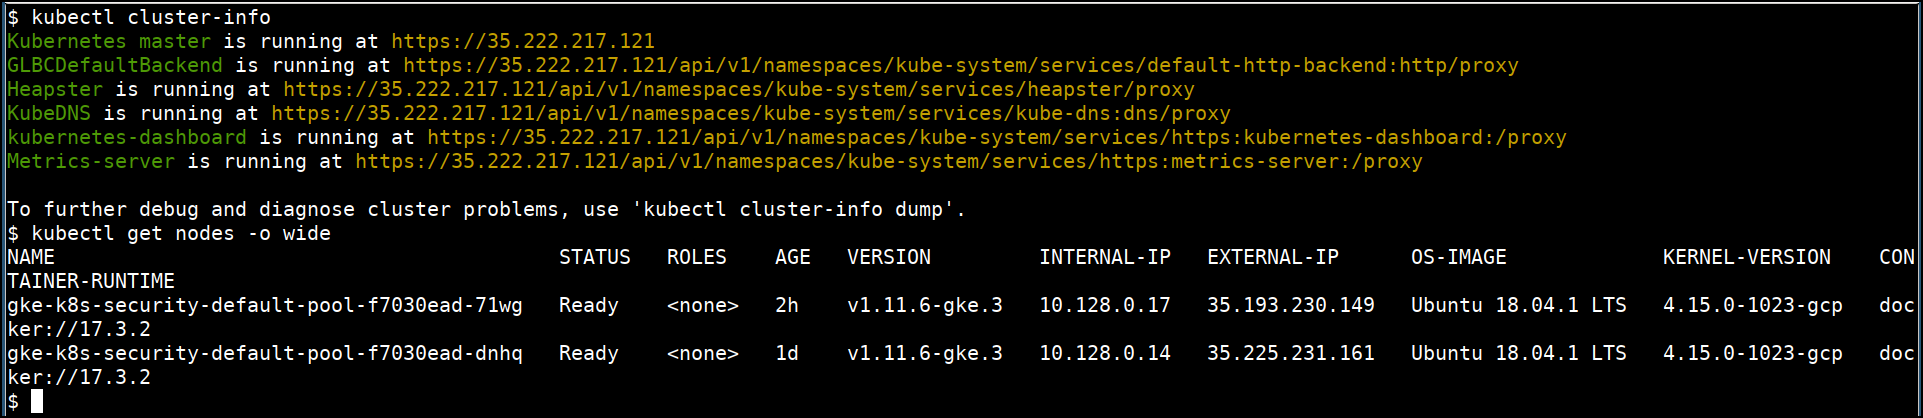 $ kubectl cluster-info
Kubernetes master is running at https://35.222.217.121
GLBCDefaultBackend is running at https://35.222.217.121/api/v1/namespaces/kube-system/services/default-http-backend:http/proxy
Heapster is running at https://35.222.217.121/api/v1/namespaces/kube-system/services/heapster/proxy
KubeDNS is running at https://35.222.217.121/api/v1/namespaces/kube-system/services/kube-dns:dns/proxy
kubernetes-dashboard is running at https://35.222.217.121/api/v1/namespaces/kube-system/services/https:kubernetes-dashboard:/proxy
Metrics-server is running at https://35.222.217.121/api/v1/namespaces/kube-system/services/https:metrics-server:/proxy

To further debug and diagnose cluster problems, use 'kubectl cluster-info dump'.
$ kubectl get nodes -o wide
NAME                                          STATUS   ROLES    AGE   VERSION         INTERNAL-IP   EXTERNAL-IP      OS-IMAGE             KERNEL-VERSION    CON
TAINER-RUNTIME
gke-k8s-security-default-pool-f7030ead-71wg   Ready    <none>   2h    v1.11.6-gke.3   10.128.0.17   35.193.230.149   Ubuntu 18.04.1 LTS   4.15.0-1023-gcp   doc
ker://17.3.2
gke-k8s-security-default-pool-f7030ead-dnhq   Ready    <none>   1d    v1.11.6-gke.3   10.128.0.14   35.225.231.161   Ubuntu 18.04.1 LTS   4.15.0-1023-gcp   doc
ker://17.3.2
$